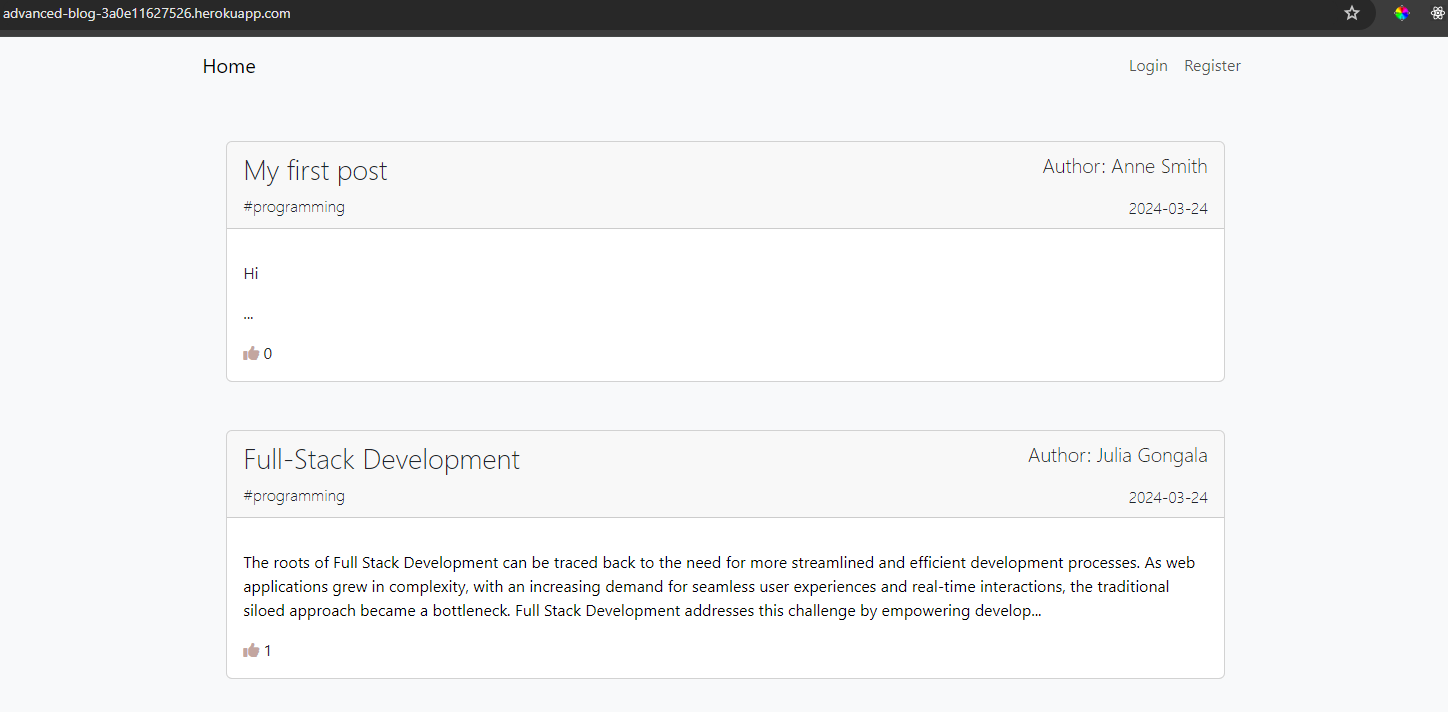 advanced-blog-3a0e11627526.herokuapp.com
Home
Login Register
My first post
Author: Anne Smith
#programming
2024-03-24
Hi
...
0
Full-Stack Development
Author: Julia Gongala
#programming
2024-03-24
The roots of Full Stack Development can be traced back to the need for more streamlined and efficient development processes. As web
applications grew in complexity, with an increasing demand for seamless user experiences and real-time interactions, the traditional
siloed approach became a bottleneck. Full Stack Development addresses this challenge by empowering develop...
1